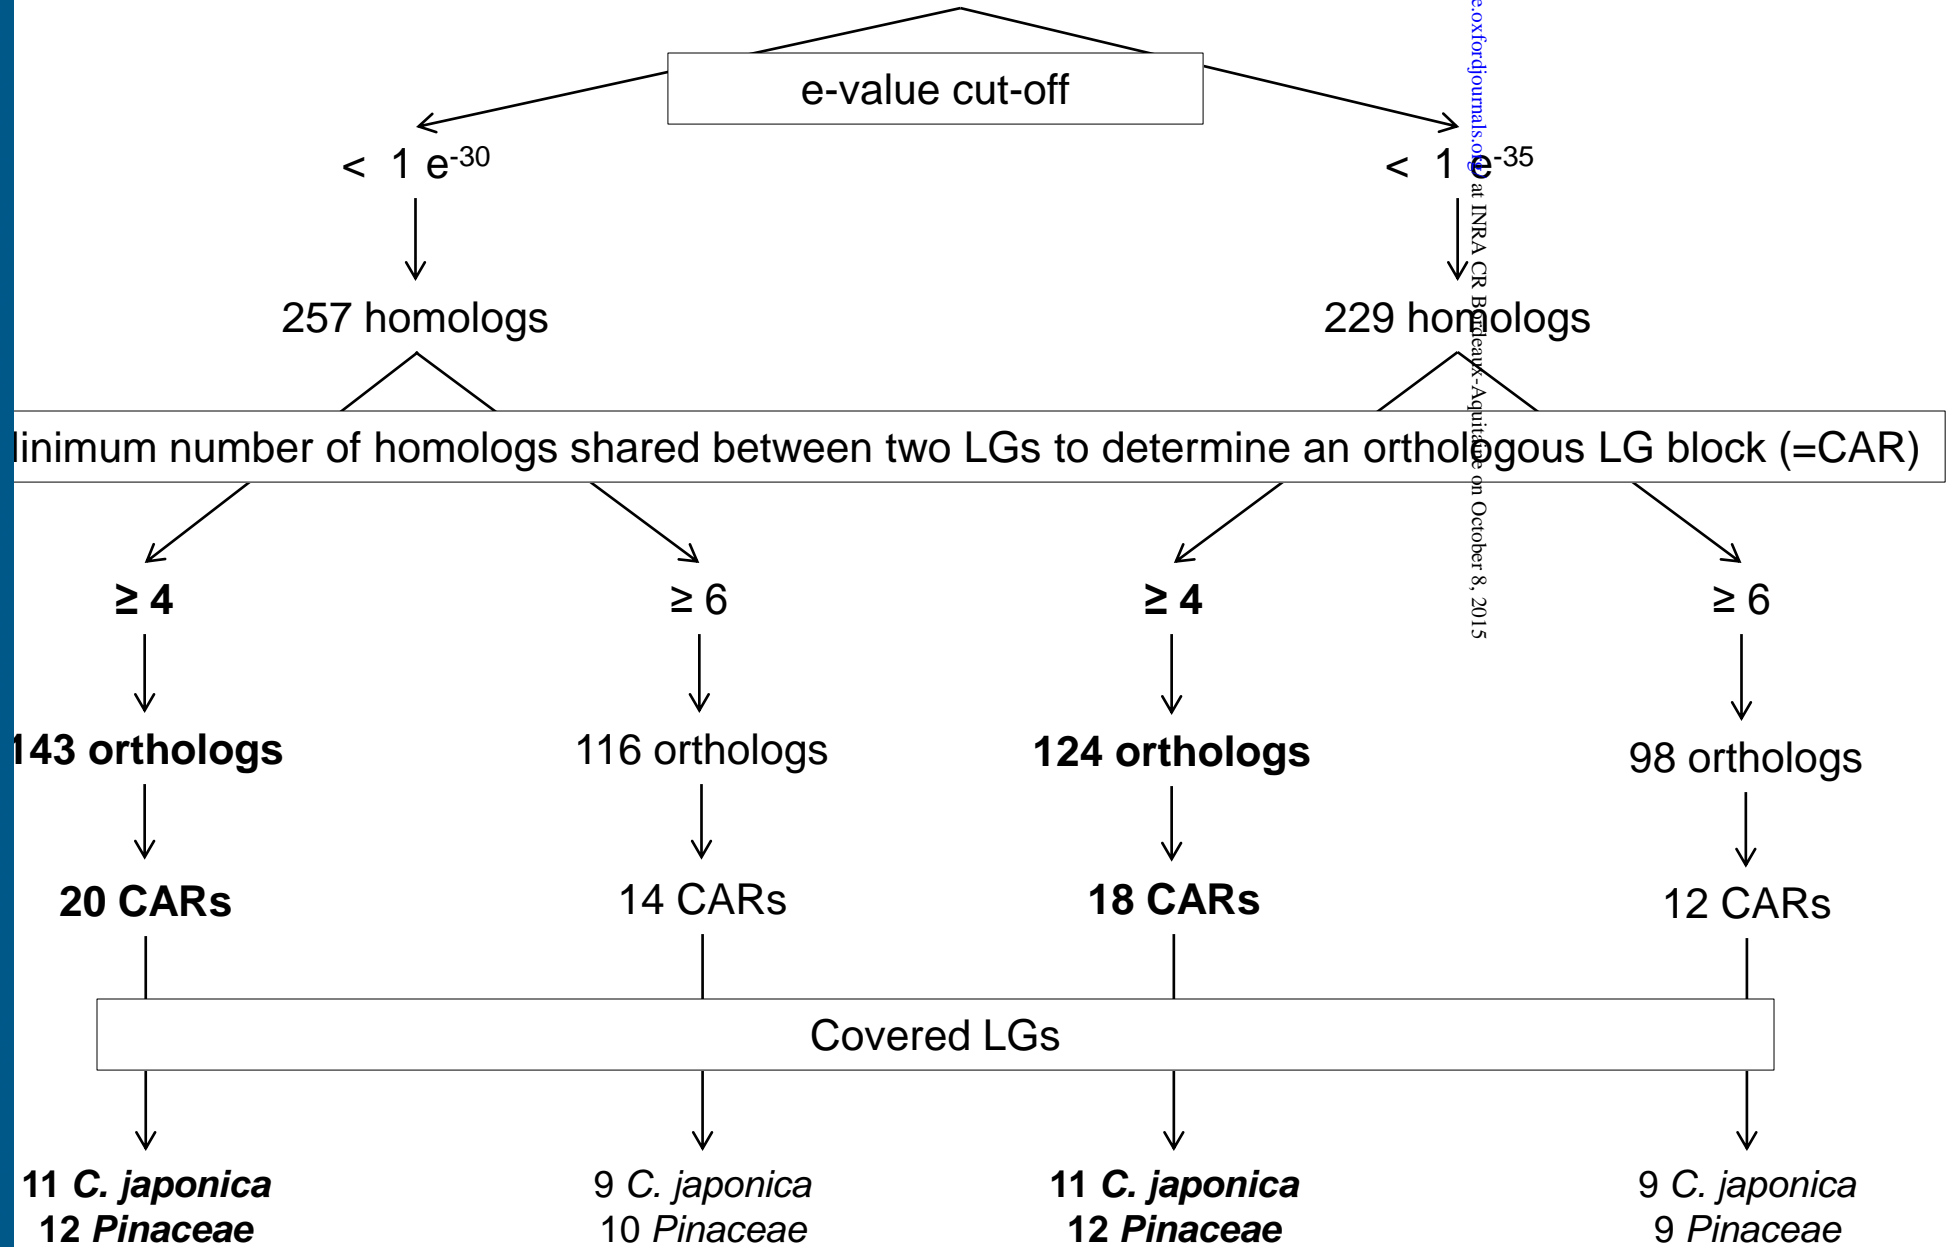 e-value cut-off
< 1 e-30
< 1 e-35
257 homologs
229 homologs
linimum number of homologs shared between two LGs to determine an orthologous LG block (=CAR)
≥ 4
≥ 6
≥ 4
≥ 6
143 orthologs
116 orthologs
124 orthologs
98 orthologs
20 CARs
14 CARs
18 CARs
12 CARs
Covered LGs
11 C. japonica
12 Pinaceae
9 C. japonica
10 Pinaceae
11 C. japonica
12 Pinaceae
9 C. japonica
9 Pinaceae
e.oxfordjournals.org/ at INRA CR Bordeaux-Aquitaine on October 8, 2015